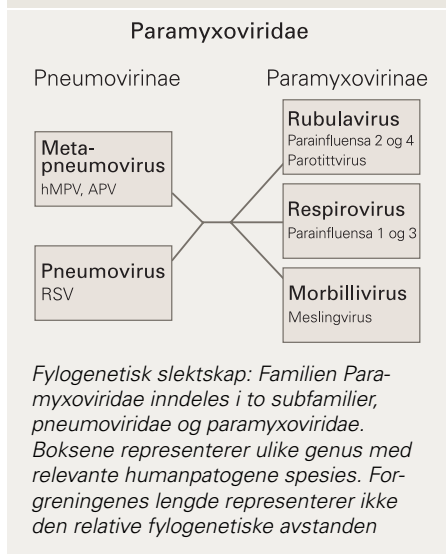 Paramyxoviridae
Pneumovirinae
Paramyxovirinae
Meta-
pneumovirus
hMPV, APV
Pneumovirus
RSV
Rubulavirus
Parainfluensa 2 og 4
Parotittvirus
Respirovirus
Parainfluensa 1 og 3
Morbillivirus
Meslingvirus
Fylogenetisk slektskap: Familien Para-
myxoviridae inndeles i to subfamilier,
pneumoviridae og paramyxoviridae.
Boksene representerer ulike genus med
relevante humanpatogene spesies. For-
greningenes lengde representerer ikke
den relative fylogenetiske avstanden